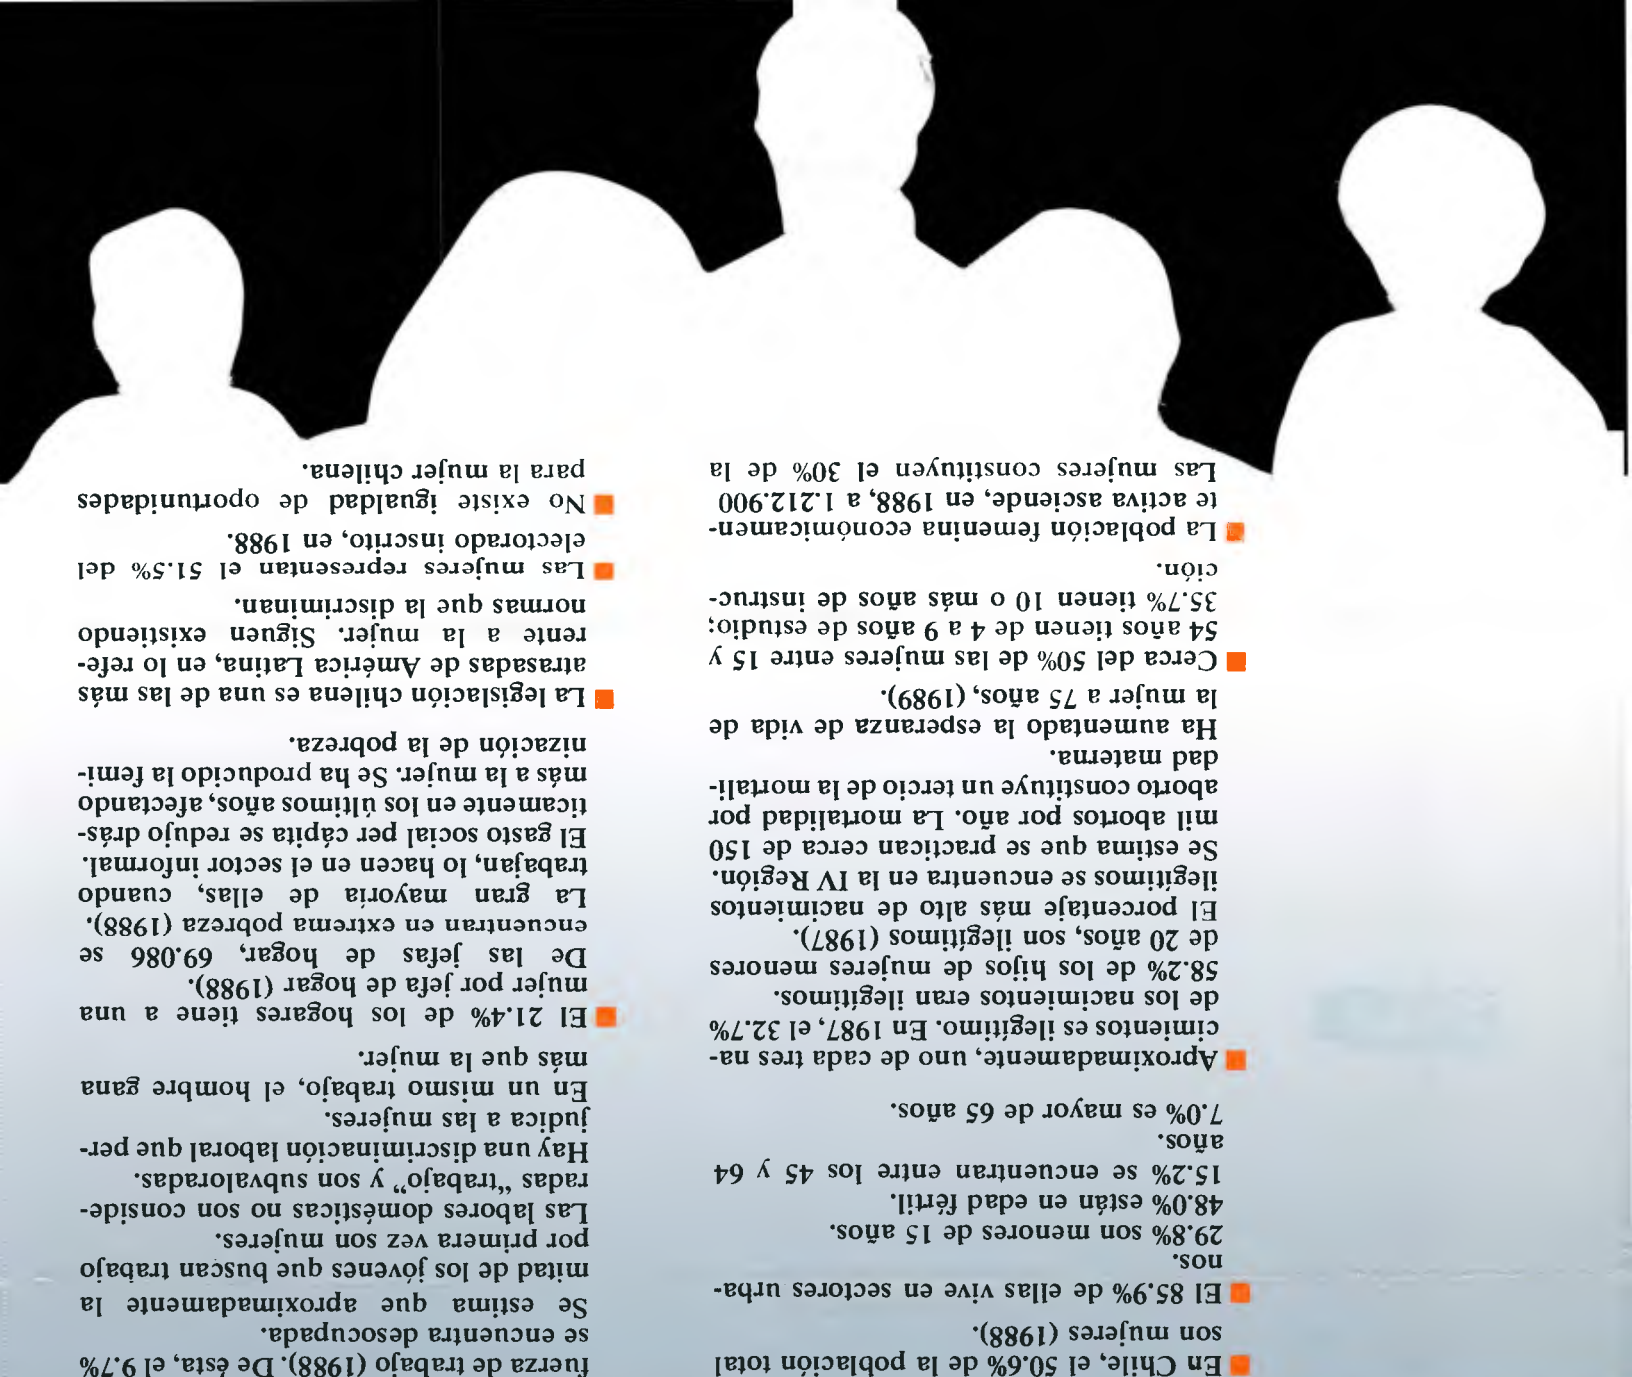 En Chile, el 50.6% de la población total
son mujeres (1988).
El 85.9% de ellas vive en sectores urba-
nos.
29.8% son menores de 15 años.
48.0% están en edad fértil.
15.2% se encuentran entre los 45 y 64
años.
7.0% es mayor de 65 años.
Aproximadamente, uno de cada tres na-
cimientos es ilegítimo. En 1987, el 32.7%
de los nacimientos eran ilegítimos.
58.2% de los hijos de mujeres menores
de 20 años, son ilegítimos (1987).
El porcentaje más alto de nacimientos
ilegítimos se encuentra en la IV Región.
Se estima que se practican cerca de 150
mil abortos por año. La mortalidad por
aborto constituye un tercio de la mortali-
dad materna.
Ha aumentado la esperanza de vida de
la mujer a 75 años, (1989).
Cerca del 50% de las mujeres entre 15 y
54 años tienen de 4 a 9 años de estudio;
35.7% tienen 10 o más años de instruc-
ción.
La población femenina económicamen-
te activa asciende, en 1988, a 1.212.900
Las mujeres constituyen el 30% de la
fuerza de trabajo (1988). De ésta, el 9.7%
se encuentra desocupada.
Se estima que aproximadamente la
mitad de los jóvenes que buscan trabajo
por primera vez son mujeres.
Las labores domésticas no son conside-
radas “trabajo” y son subvaloradas.
Hay una discriminación laboral que per-
judica a las mujeres.
En un mismo trabajo, el hombre gana
más que la mujer.
El 21.4% de los hogares tiene a una
mujer por jefa de hogar (1988).
De las jefas de hogar, 69.086 se
encuentran en extrema pobreza (1988).
La gran mayoría de ellas, cuando
trabajan, lo hacen en el sector informal.
El gasto social per cápita se redujo drás-
ticamente en los últimos años, afectando
más a la mujer. Se ha producido la femi-
nización de la pobreza.
La legislación chilena es una de las más
atrasadas de América Latina, en lo refe-
rente a la mujer. Siguen existiendo
normas que la discriminan.
Las mujeres representan el 51.5% del
electorado inscrito, en 1988.
No existe igualdad de oportunidades
para la mujer chilena.